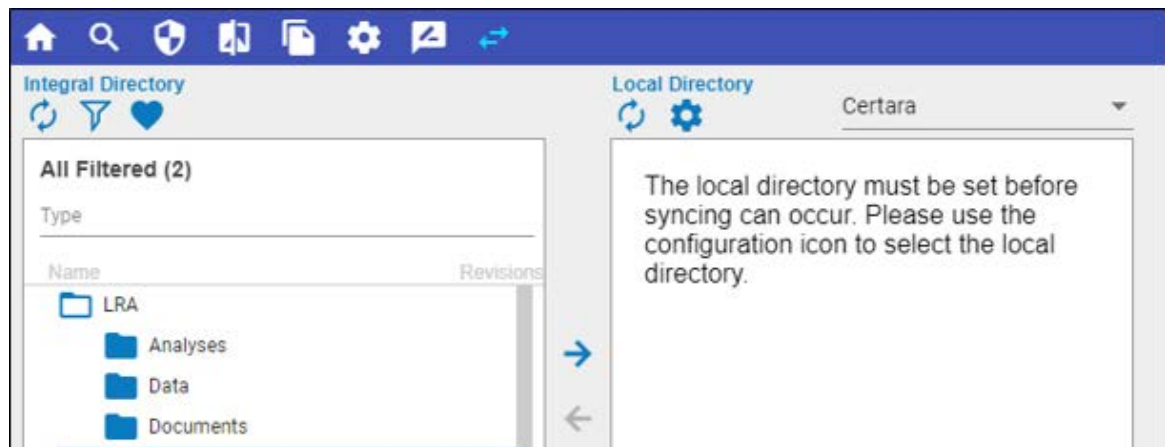 Integral Directory
Local Directory
Certara
All Filtered (2)
Type
Name Revisions
LRA
Analyses
Data
Documents
The local directory must be set before
syncing can occur. Please use the
configuration icon to select the local
directory.